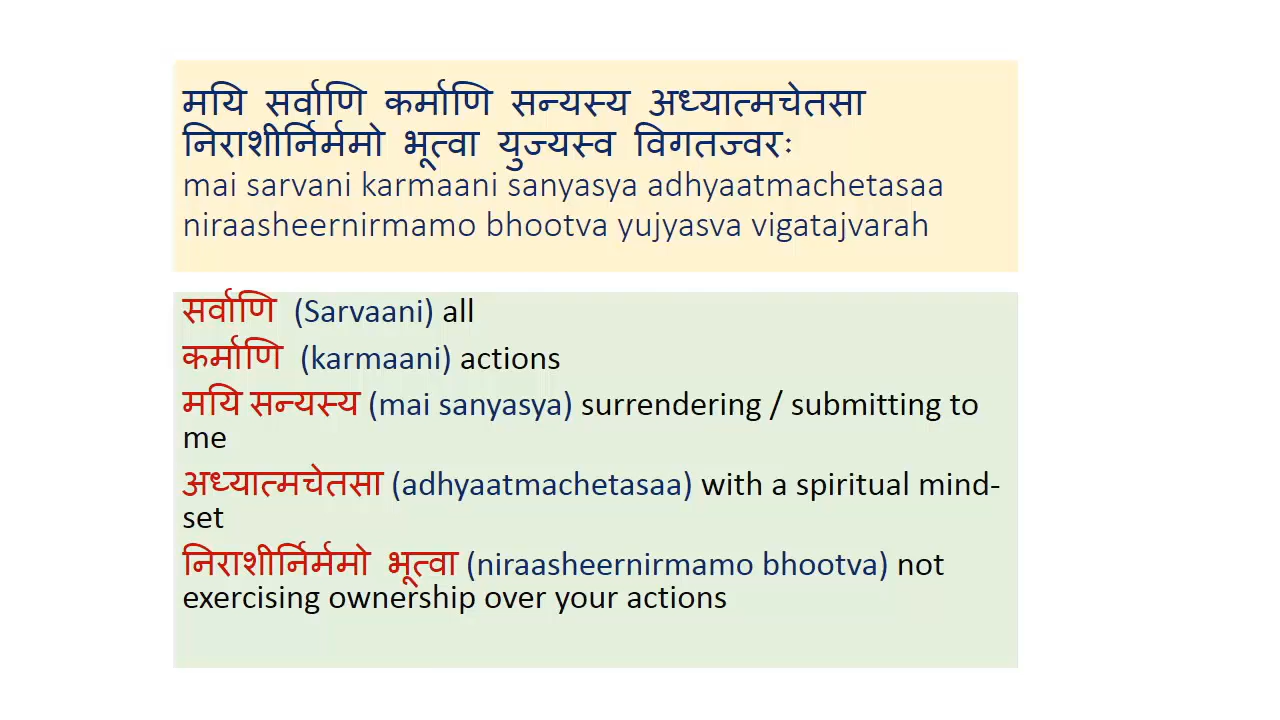 मयि सर्वाणि कर्माणि सन्यस्य अध्यात्मचेतसा
निराशीर्निर्ममो भूत्वा युज्यस्व विगतज्वरः
mai sarvani karmaani sanyasya adhyaatmachetasaa
niraasheernirmamo bhootva yujyasva vigatajvarah
सर्वाणि (Sarvaani) all
कर्माणि (karmaani) actions
मयि सन्यस्य (mai sanyasya) surrendering / submitting to
me
अध्यात्मचेतसा (adhyaatmachetasaa) with a spiritual mind-
set
निराशीर्निर्ममो भूत्वा (niraasheernirmamo bhootva) not
exercising ownership over your actions